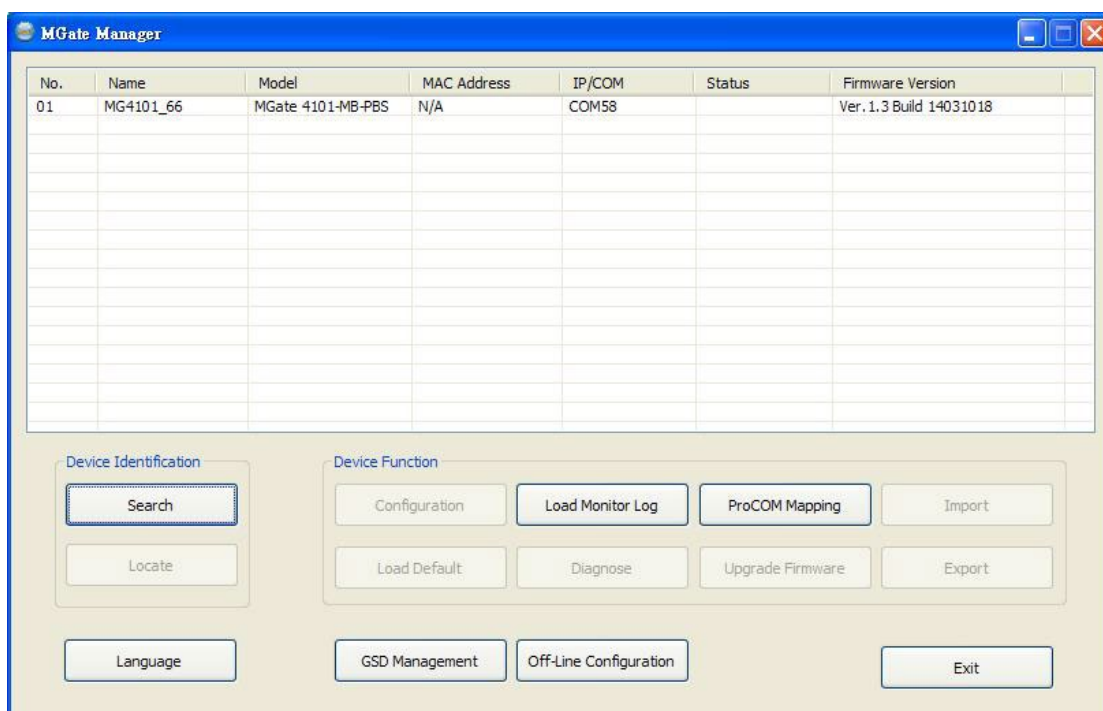 MGate Manager
No. Name Model MAC Address IP/COM Status Firmware Version
01 MG4101_66 MGate 4101-MB-PBS N/A COM58 Ver.1.3 Build 14031018
Device Identification Device Function
Search Configuration Load Monitor Log ProCOM Mapping Import
Locate Load Default Diagnose Upgrade Firmware Export
Language GSD Management Off-Line Configuration Exit